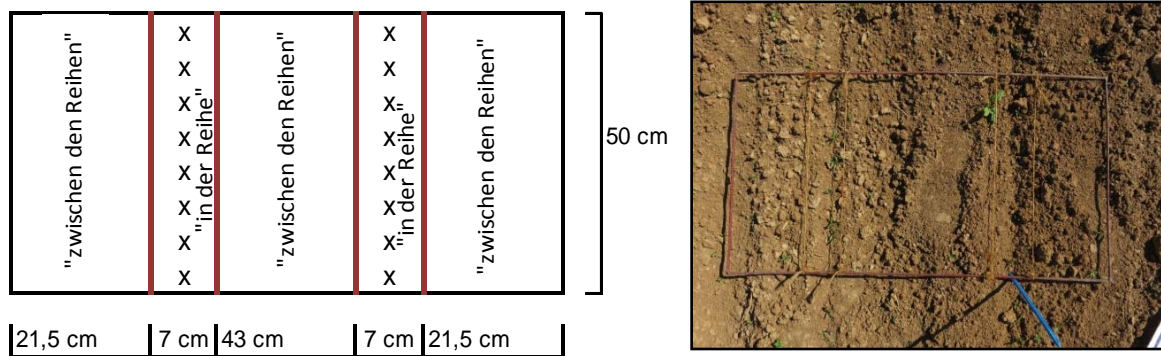 "zwischen den Reihen"
x
x
x
x
x
x
x
x
"in der Reihe"
"zwischen den Reihen"
x
x
x
x
x
x
x
x
"in der Reihe"
"zwischen den Reihen"
50 cm
21,5 cm
7 cm
43 cm
7 cm
21,5 cm